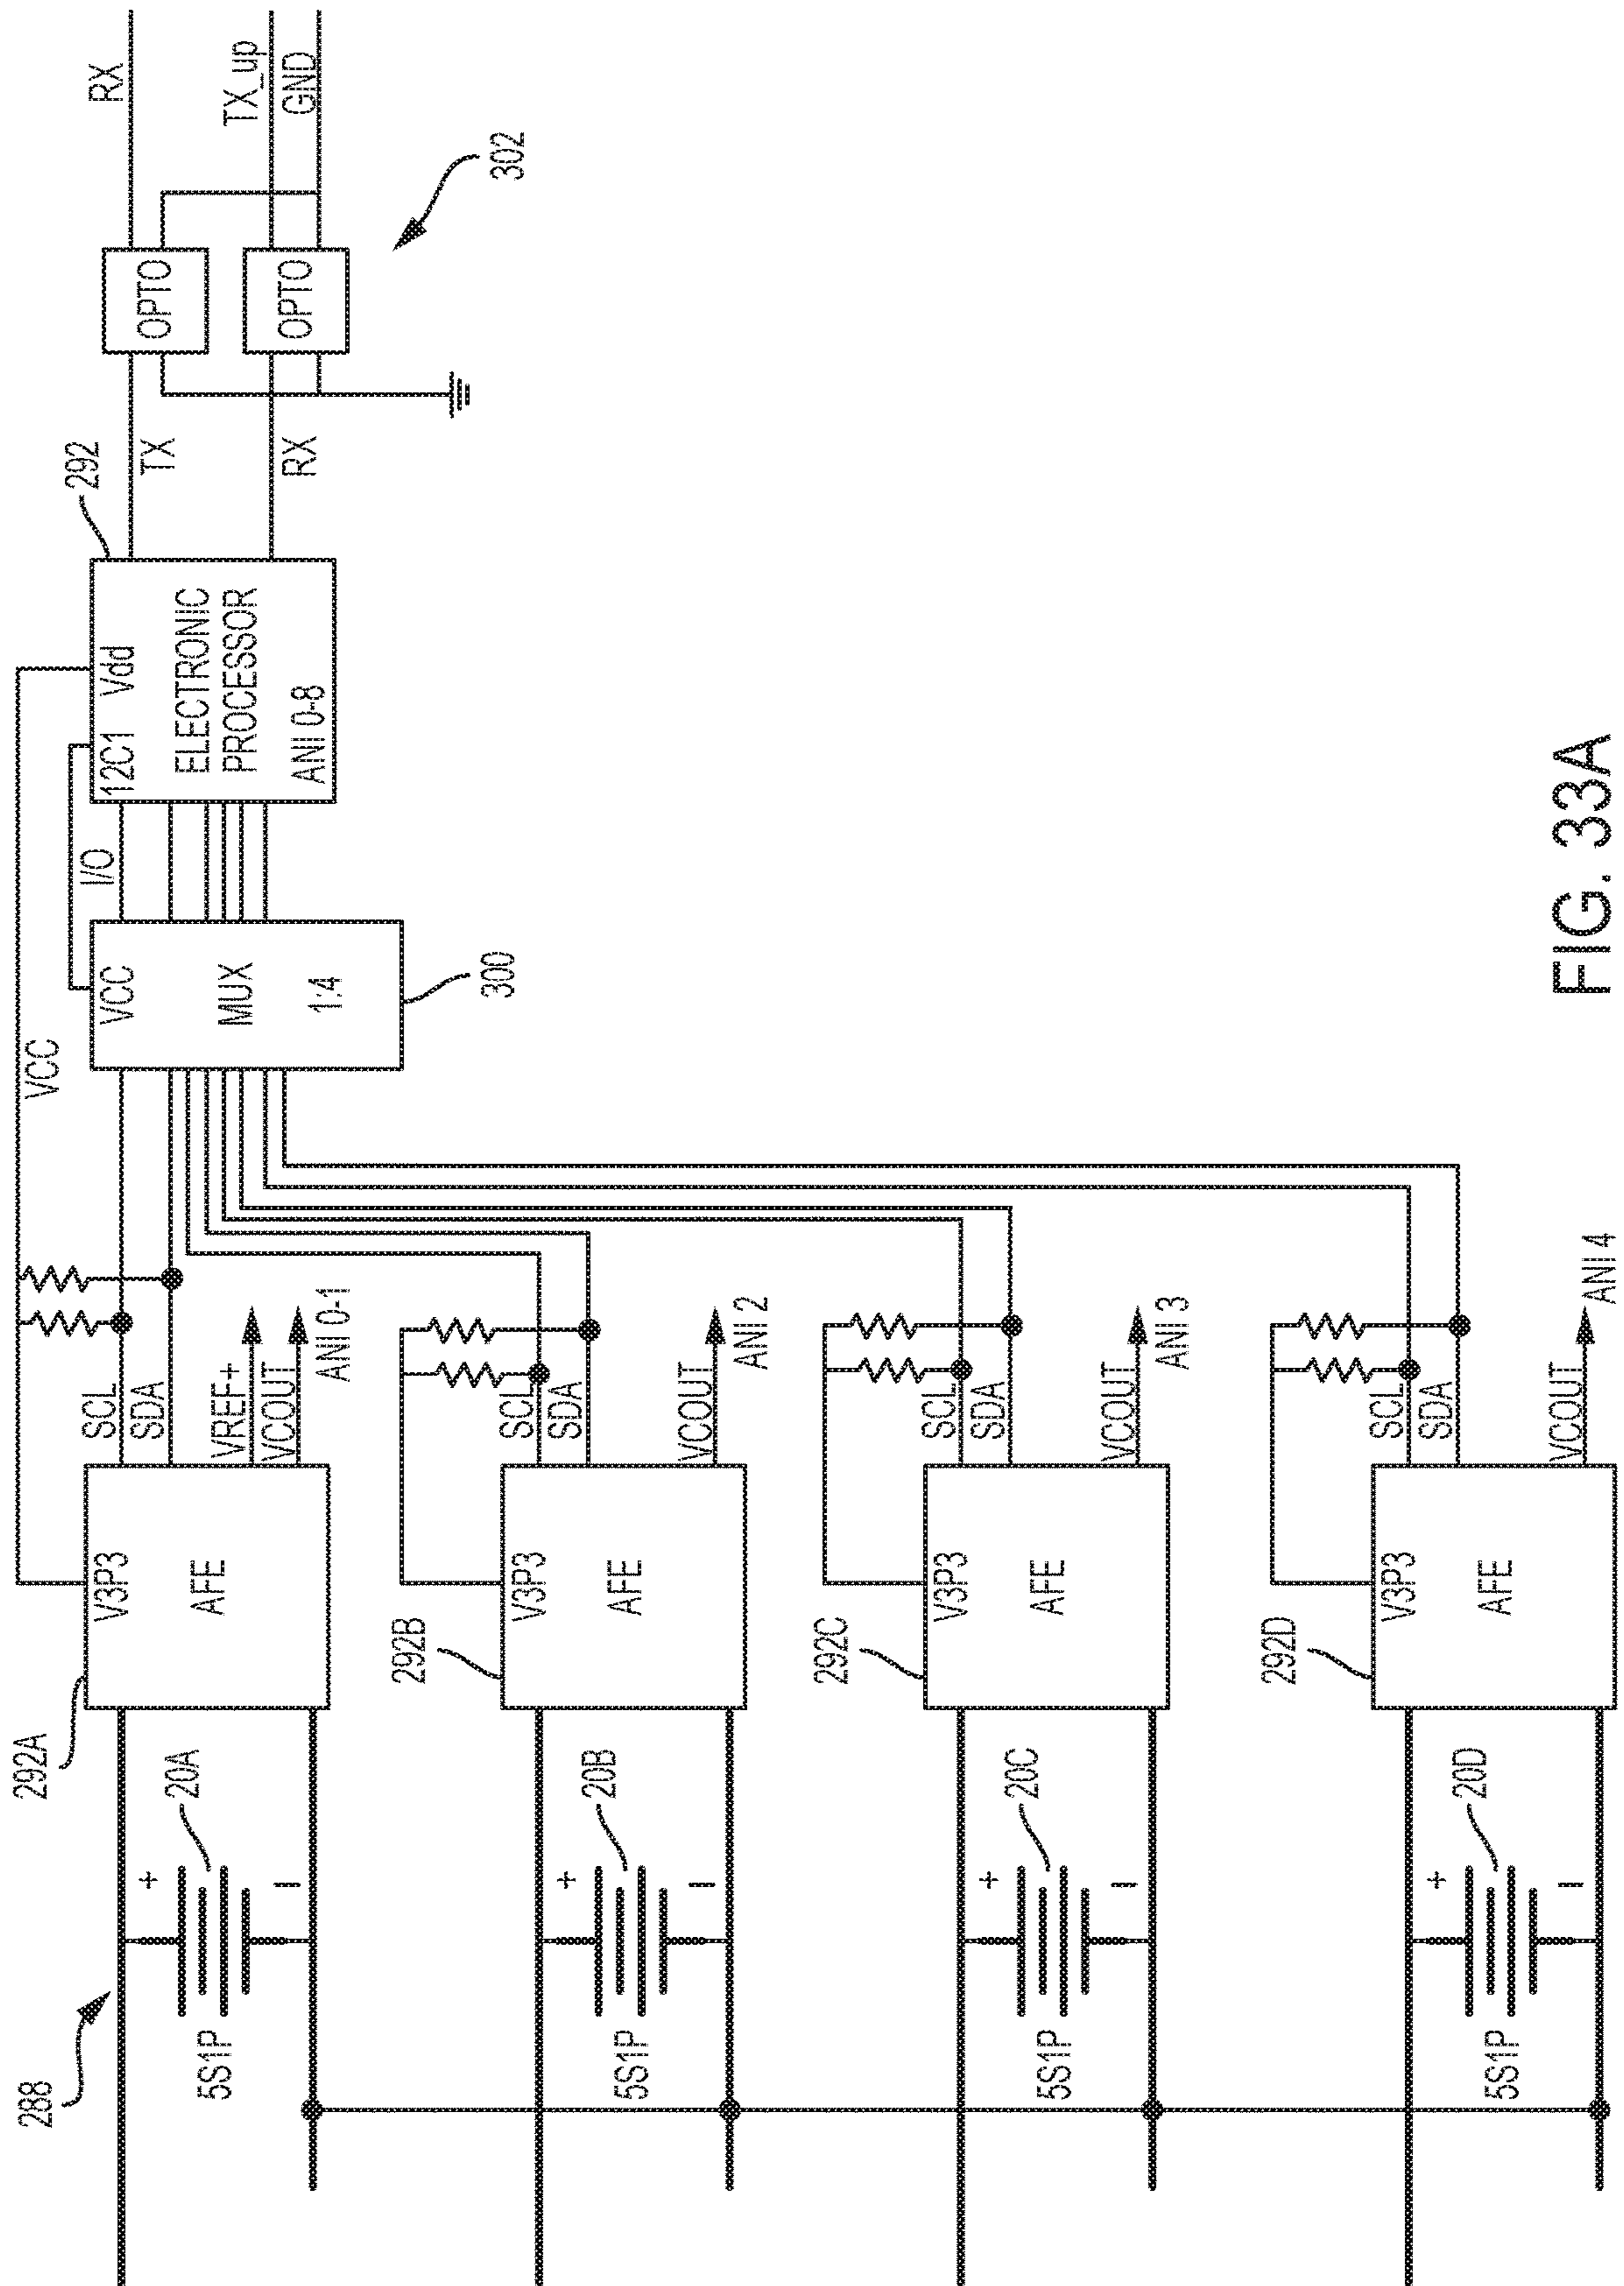 288
292A
20A
5S1P
+
–
V3P3
AFE
SCL
SDA
VREF+
VCOUT
ANI 0-1
VCC
VCC
MUX
1:4
300
I/O
12C1 Vdd
ELECTRONIC
PROCESSOR
ANI 0-8
292
TX
RX
OPTO
OPTO
RX
TX_up
GND
302
292B
20B
5S1P
+
–
V3P3
AFE
SCL
SDA
VCOUT
ANI 2
292C
20C
5S1P
+
–
V3P3
AFE
SCL
SDA
VCOUT
ANI 3
292D
20D
5S1P
+
–
V3P3
AFE
SCL
SDA
VCOUT
ANI 4
FIG. 33A